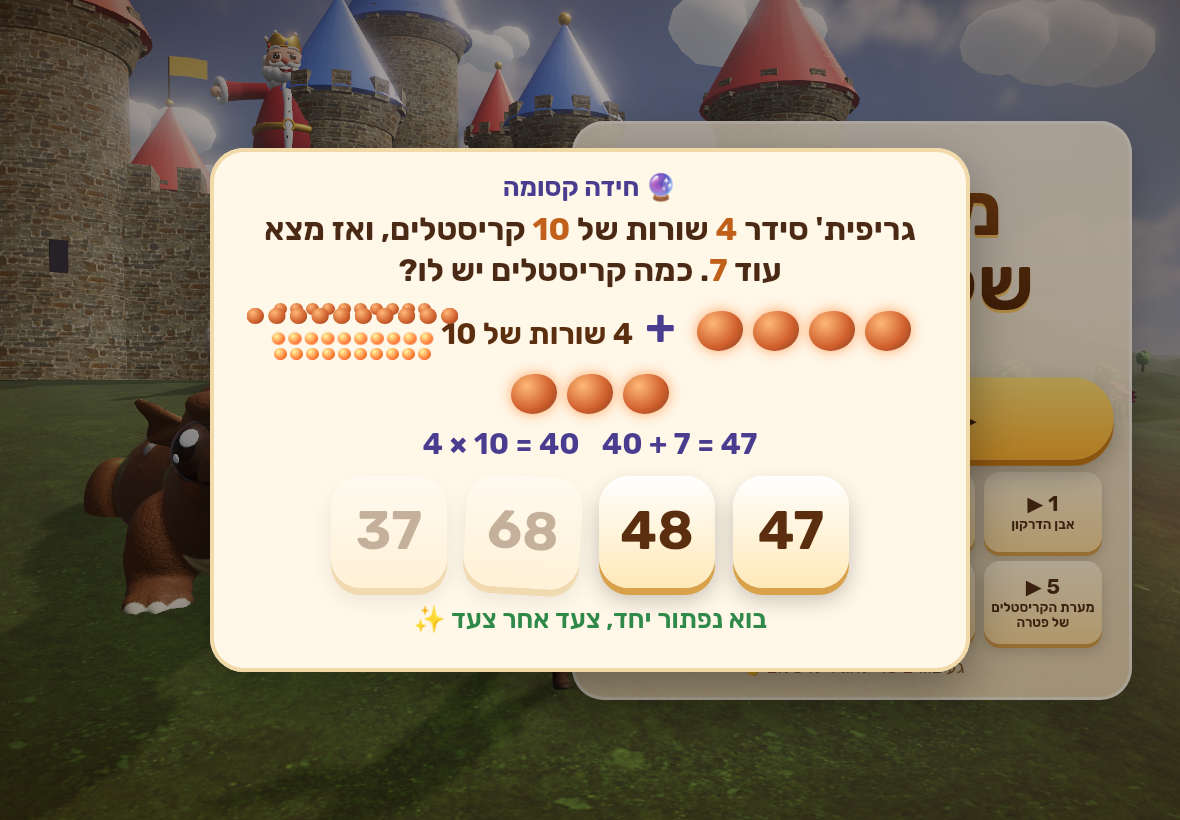 🔮 חידה קסומה
גריפית' סידר 4 שורות של 10 קריסטלים, ואז מצא
עוד 7. כמה קריסטלים יש לו?
+ 4 שורות של 10
4 × 10 = 40 40 + 7 = 47
47 48 68 37
בוא נפתור יחד, צעד אחר צעד ✨
▶ 1
אבן הדרקון
▶ 5
מערת הקריסטלים
של פטרה